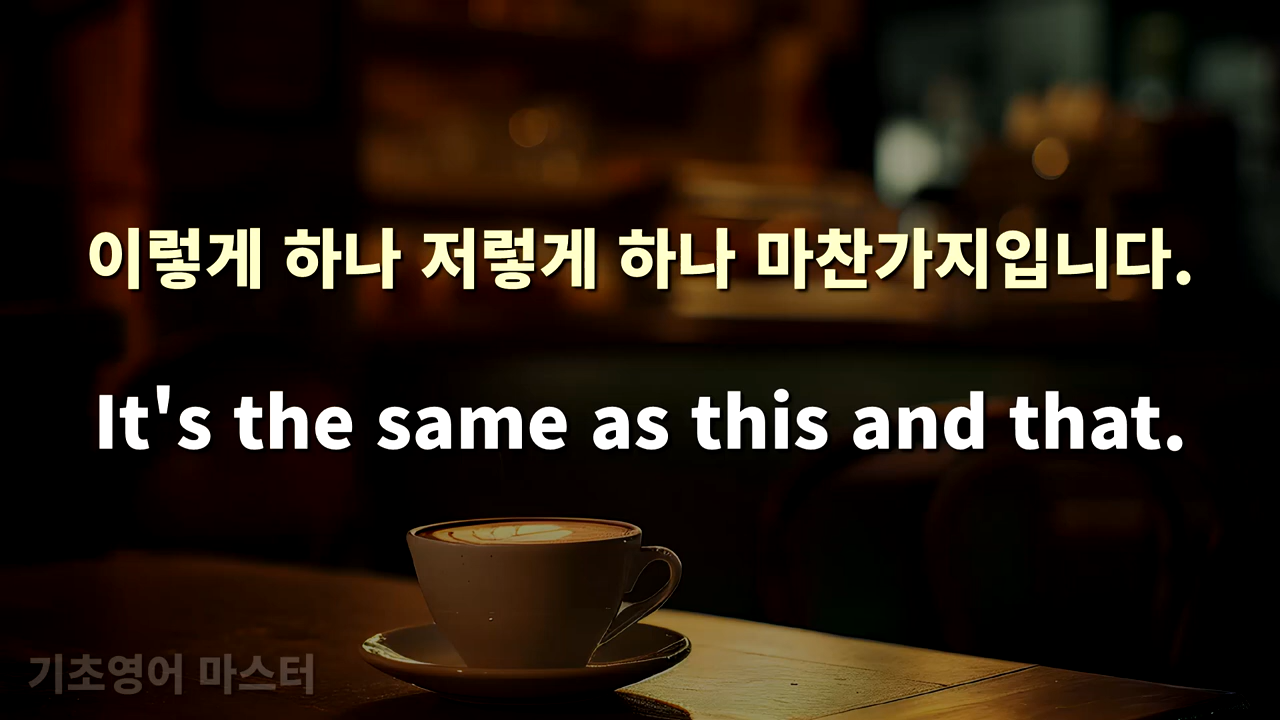 이렇게 하나 저렇게 하나 마찬가지입니다.
It's the same as this and that.
기초영어 마스터